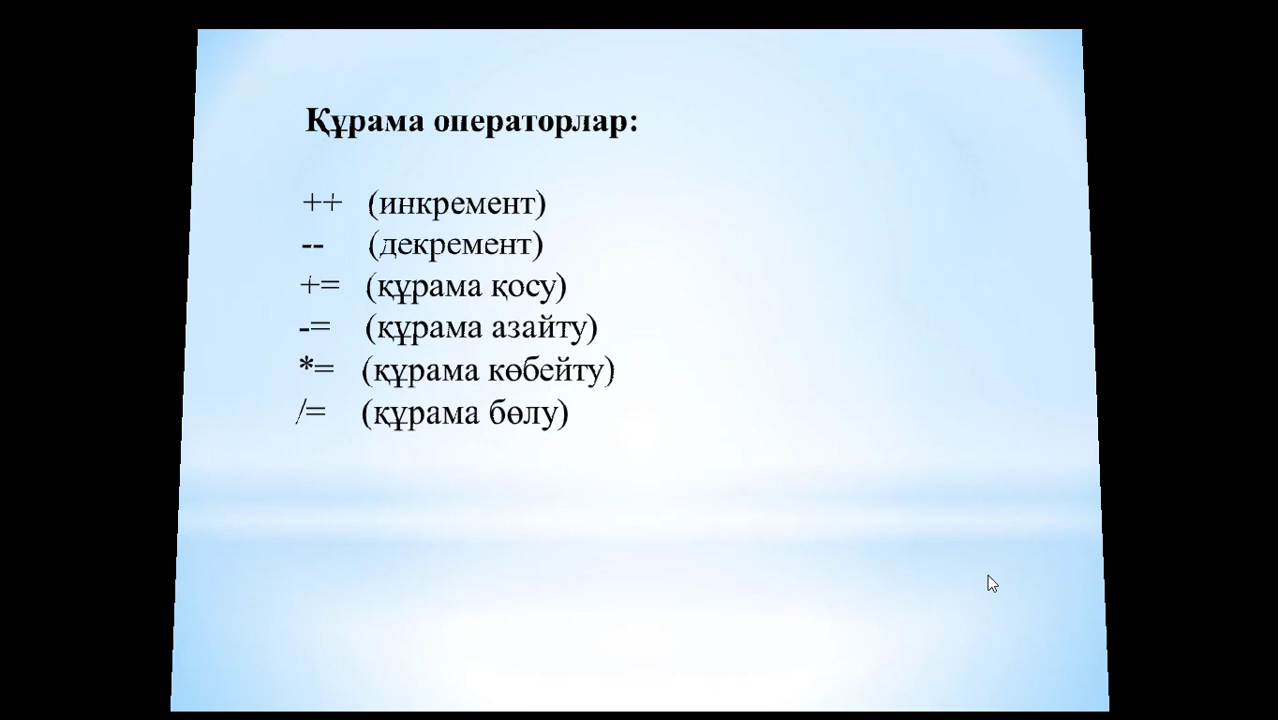 Құрама операторлар:
++ (инкремент)
-- (декремент)
+= (құрама қосу)
-= (құрама азайту)
*= (құрама көбейту)
/= (құрама бөлу)